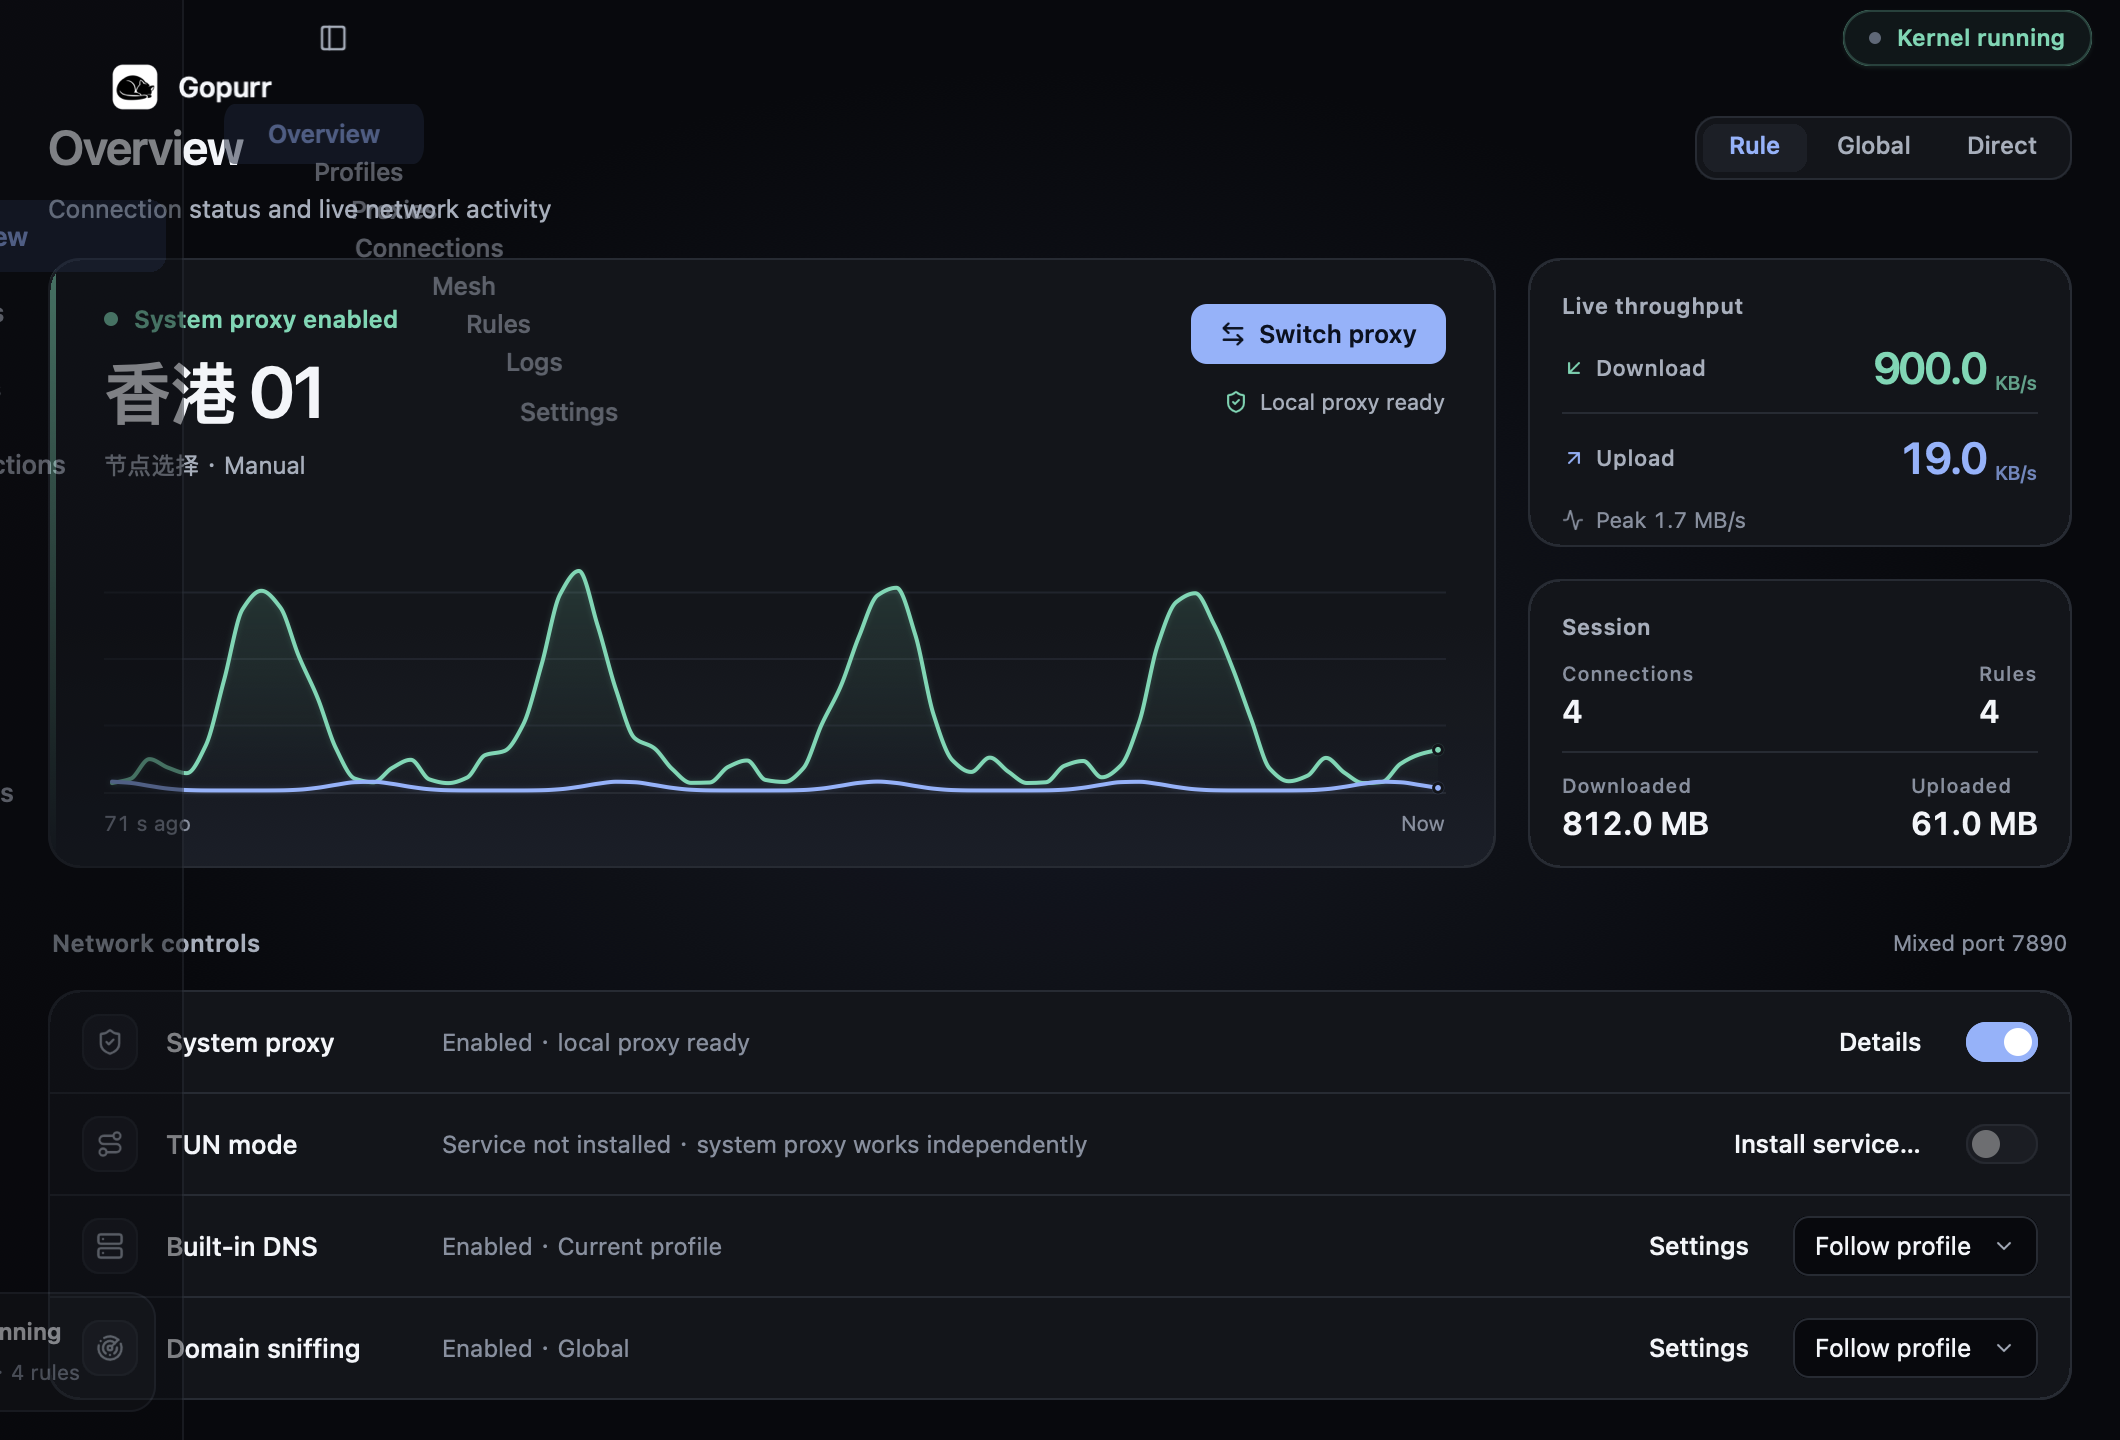 Kernel running
Gopurr
Overview
Overview
Rule Global Direct
Profiles
Connection status and live network activity
Proxies
ew
Connections
Mesh
System proxy enabled
Rules
Switch proxy
Logs
香港 01
Local proxy ready
Settings
节点选择 · Manual
ctions
s
s
71 s ago
Now
Live throughput
Download 900.0 KB/s
Upload 19.0 KB/s
Peak 1.7 MB/s
Session
Connections Rules
4 4
Downloaded Uploaded
812.0 MB 61.0 MB
Network controls
Mixed port 7890
System proxy Enabled · local proxy ready Details
TUN mode Service not installed · system proxy works independently Install service...
Built-in DNS Enabled · Current profile Settings Follow profile
nning
Domain sniffing Enabled · Global Settings Follow profile
· 4 rules